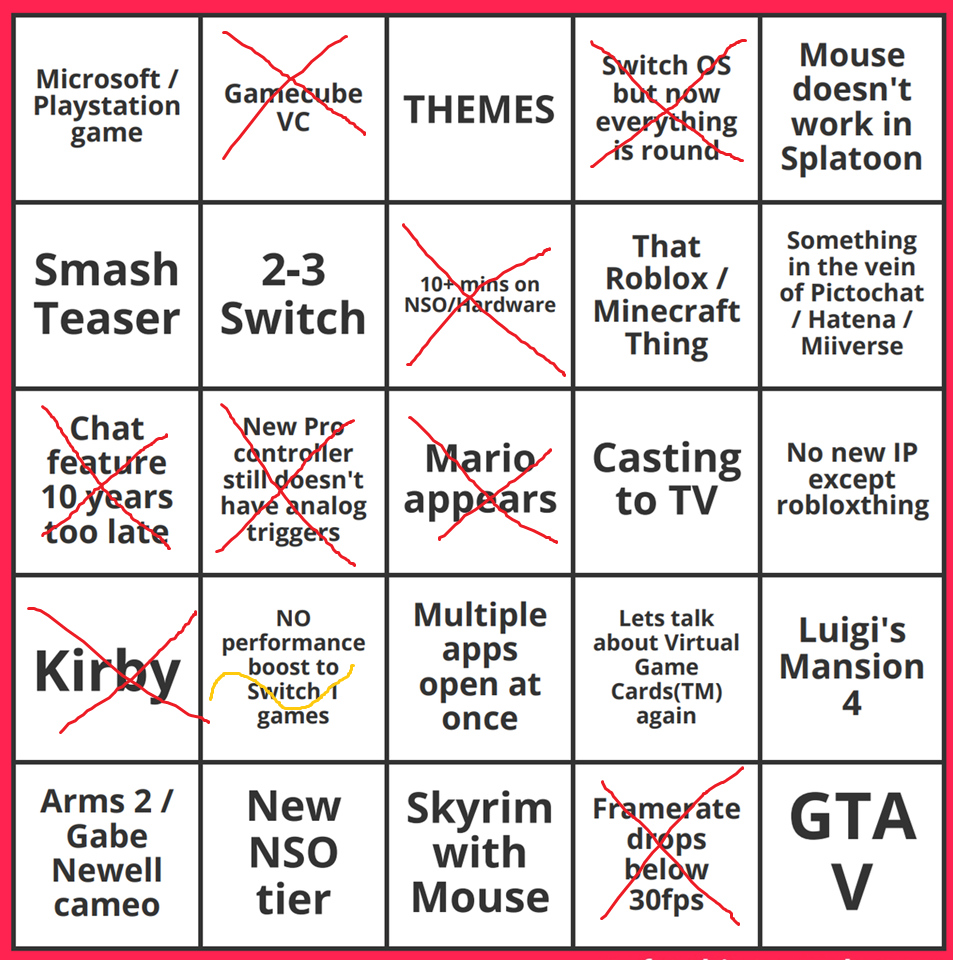 Microsoft /
Playstation
game
Gamecube
VC
THEMES
Switch OS
but now
everything
is round
Mouse
doesn't
work in
Splatoon
Smash
Teaser
2-3
Switch
10+ mins on
NSO/Hardware
That
Roblox /
Minecraft
Thing
Something
in the vein
of Pictochat
/ Hatena /
Miiverse
Chat
feature
10 years
too late
New Pro
controller
still doesn't
have analog
triggers
Mario
appears
Casting
to TV
No new IP
except
robloxthing
Kirby
NO
performance
boost to
Switch 1
games
Multiple
apps
open at
once
Lets talk
about Virtual
Game
Cards(TM)
again
Luigi's
Mansion
4
Arms 2 /
Gabe
Newell
cameo
New
NSO
tier
Skyrim
with
Mouse
Framerate
drops
below
30fps
GTA
V